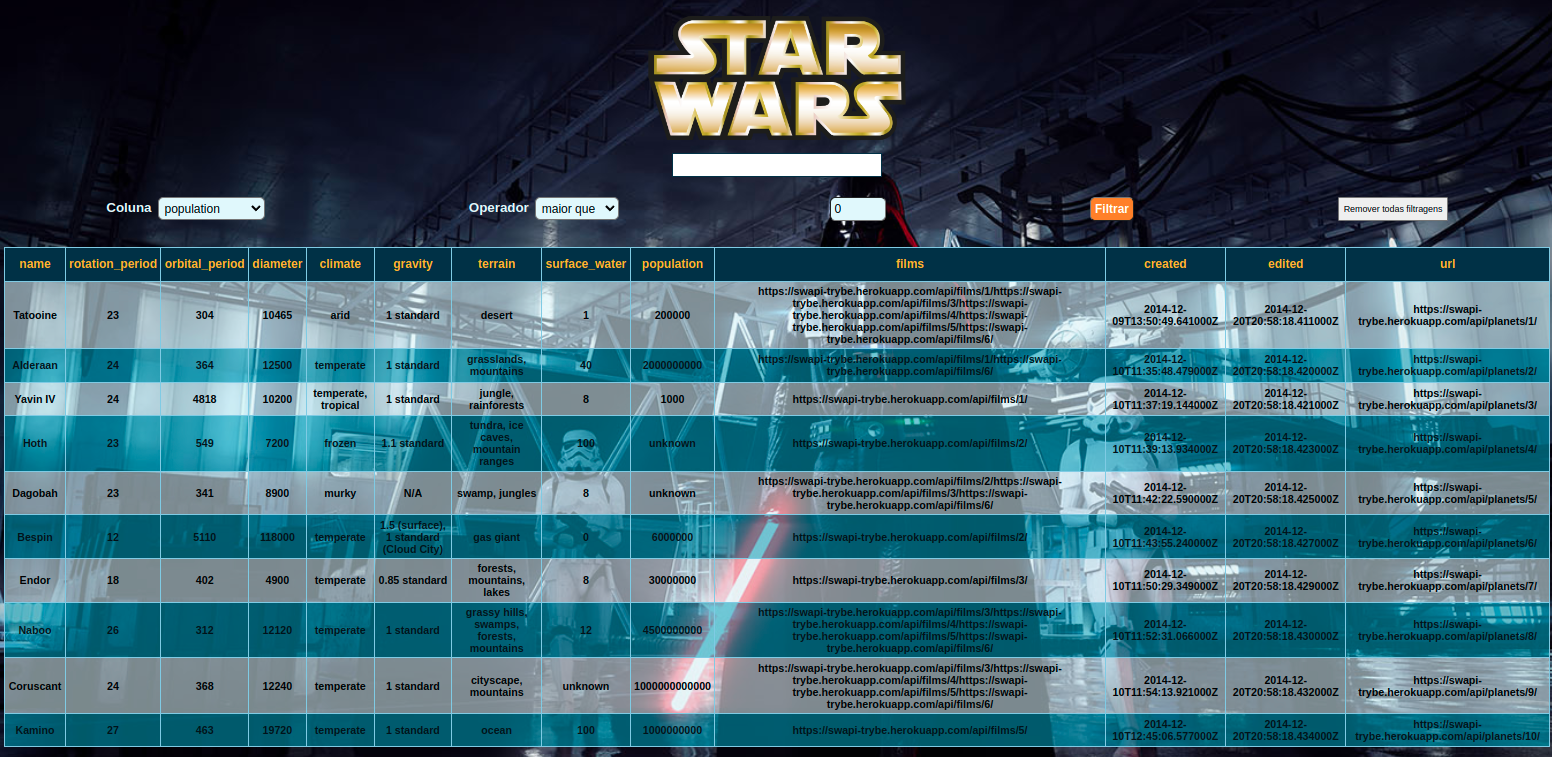 STAR
WARS
Coluna population Operador maior que 0 Filtrar Remover todas filtragens
name rotation_period orbital_period diameter climate gravity terrain surface_water population films created edited url
Tatooine 23 304 10465 arid 1 standard desert 1 200000 https://swapi-trybe.herokuapp.com/api/films/1/https://swapi-trybe.herokuapp.com/api/films/3/https://swapi-trybe.herokuapp.com/api/films/4/https://swapi-trybe.herokuapp.com/api/films/5/https://swapi-trybe.herokuapp.com/api/films/6/ 2014-12-09T13:50:49.641000Z 2014-12-20T20:58:18.411000Z https://swapi-trybe.herokuapp.com/api/planets/1/
Alderaan 24 364 12500 temperate 1 standard grasslands, mountains 40 2000000000 https://swapi-trybe.herokuapp.com/api/films/1/https://swapi-trybe.herokuapp.com/api/films/6/ 2014-12-10T11:35:48.479000Z 2014-12-20T20:58:18.420000Z https://swapi-trybe.herokuapp.com/api/planets/2/
Yavin IV 24 4818 10200 temperate, tropical 1 standard jungle, rainforests 8 1000 https://swapi-trybe.herokuapp.com/api/films/1/ 2014-12-10T11:37:19.144000Z 2014-12-20T20:58:18.421000Z https://swapi-trybe.herokuapp.com/api/planets/3/
Hoth 23 549 7200 frozen 1.1 standard tundra, ice caves, mountain ranges 100 unknown https://swapi-trybe.herokuapp.com/api/films/2/ 2014-12-10T11:39:13.934000Z 2014-12-20T20:58:18.423000Z https://swapi-trybe.herokuapp.com/api/planets/4/
Dagobah 23 341 8900 murky N/A swamp, jungles 8 unknown https://swapi-trybe.herokuapp.com/api/films/2/https://swapi-trybe.herokuapp.com/api/films/3/https://swapi-trybe.herokuapp.com/api/films/6/ 2014-12-10T11:42:22.590000Z 2014-12-20T20:58:18.425000Z https://swapi-trybe.herokuapp.com/api/planets/5/
Bespin 12 5110 118000 temperate 1.5 (surface), 1 standard (Cloud City) gas giant 0 6000000 https://swapi-trybe.herokuapp.com/api/films/2/ 2014-12-10T11:43:55.240000Z 2014-12-20T20:58:18.427000Z https://swapi-trybe.herokuapp.com/api/planets/6/
Endor 18 402 4900 temperate 0.85 standard forests, mountains, lakes 8 30000000 https://swapi-trybe.herokuapp.com/api/films/3/ 2014-12-10T11:50:29.349000Z 2014-12-20T20:58:18.429000Z https://swapi-trybe.herokuapp.com/api/planets/7/
Naboo 26 312 12120 temperate 1 standard grassy hills, swamps, forests, mountains 12 4500000000 https://swapi-trybe.herokuapp.com/api/films/3/https://swapi-trybe.herokuapp.com/api/films/4/https://swapi-trybe.herokuapp.com/api/films/5/https://swapi-trybe.herokuapp.com/api/films/6/ 2014-12-10T11:52:31.066000Z 2014-12-20T20:58:18.430000Z https://swapi-trybe.herokuapp.com/api/planets/8/
Coruscant 24 368 12240 temperate 1 standard cityscape, mountains unknown 1000000000000 https://swapi-trybe.herokuapp.com/api/films/3/https://swapi-trybe.herokuapp.com/api/films/4/https://swapi-trybe.herokuapp.com/api/films/5/https://swapi-trybe.herokuapp.com/api/films/6/ 2014-12-10T11:54:13.921000Z 2014-12-20T20:58:18.432000Z https://swapi-trybe.herokuapp.com/api/planets/9/
Kamino 27 463 19720 temperate 1 standard ocean 100 1000000000 https://swapi-trybe.herokuapp.com/api/films/5/ 2014-12-10T12:45:06.577000Z 2014-12-20T20:58:18.434000Z https://swapi-trybe.herokuapp.com/api/planets/10/